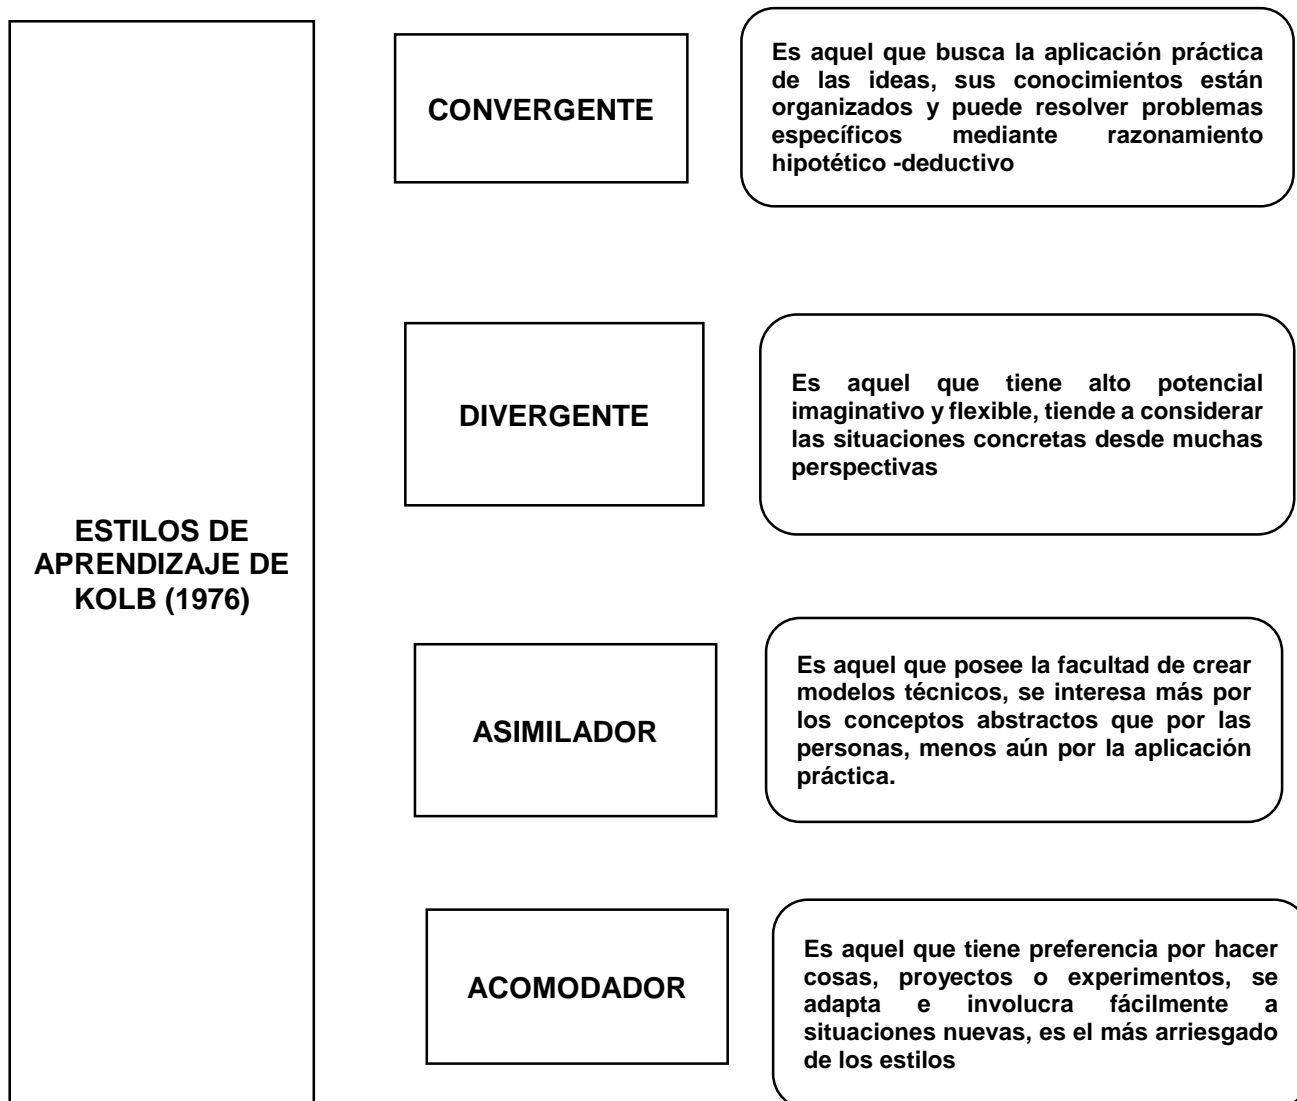 ESTILOS DE
APRENDIZAJE DE
KOLB (1976)
CONVERGENTE
Es aquel que busca la aplicación práctica
de las ideas, sus conocimientos están
organizados y puede resolver problemas
específicos mediante razonamiento
hipotético -deductivo
DIVERGENTE
Es aquel que tiene alto potencial
imaginativo y flexible, tiende a considerar
las situaciones concretas desde muchas
perspectivas
ASIMILADOR
Es aquel que posee la facultad de crear
modelos técnicos, se interesa más por
los conceptos abstractos que por las
personas, menos aún por la aplicación
práctica.
ACOMODADOR
Es aquel que tiene preferencia por hacer
cosas, proyectos o experimentos, se
adapta e involucra fácilmente a
situaciones nuevas, es el más arriesgado
de los estilos